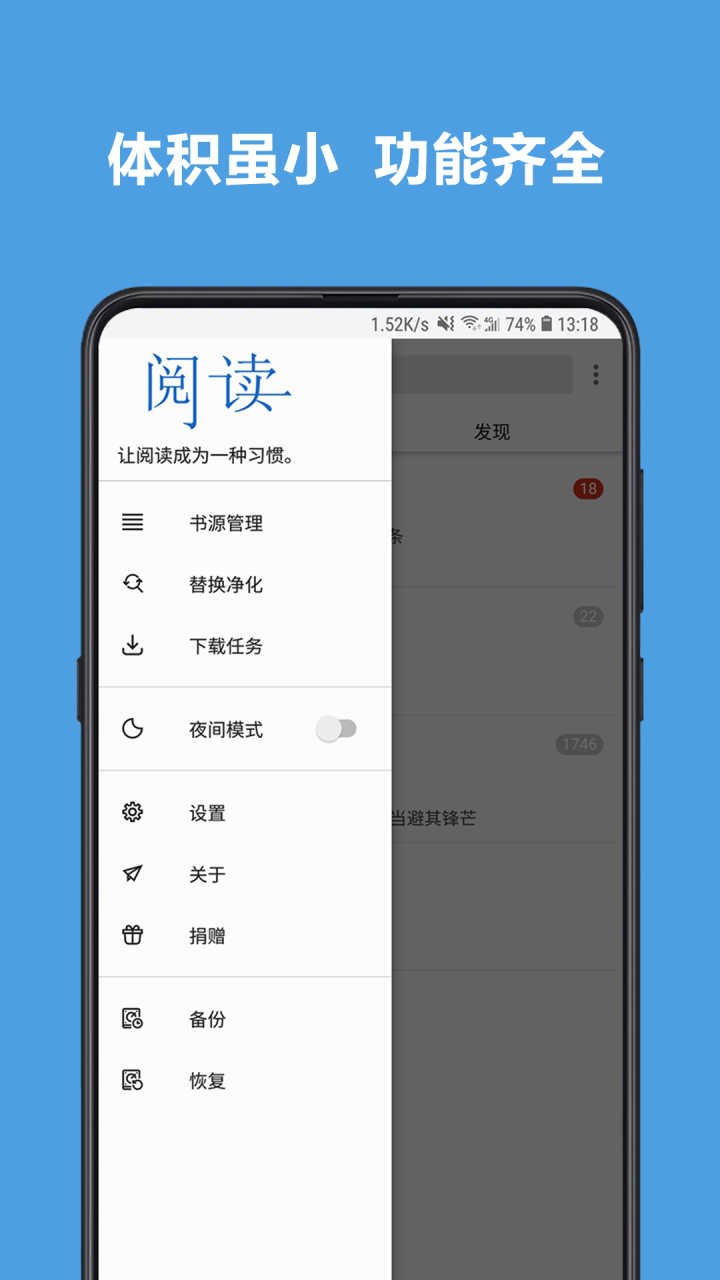 体积虽小 功能齐全
1.52K/s 4G 74% 13:18
阅读
让阅读成为一种习惯。
发现
18
书源管理
条
替换净化
22
下载任务
夜间模式
1746
设置
当避其锋芒
关于
捐赠
备份
恢复